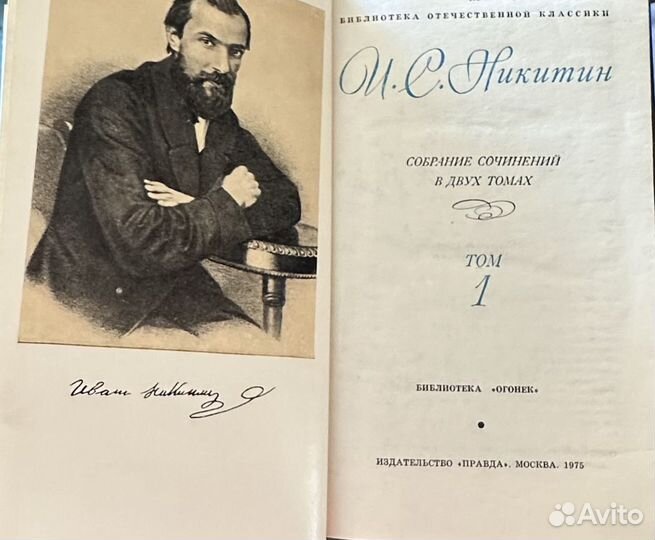 БИБЛИОТЕКА ОТЕЧЕСТВЕННОЙ КЛАССИКИ
И. С. Никитин
СОБРАНИЕ СОЧИНЕНИЙ
В ДВУХ ТОМАХ
ТОМ
1
БИБЛИОТЕКА «ОГОНЕК»
ИЗДАТЕЛЬСТВО «ПРАВДА». МОСКВА. 1975
Иван Никитин
Avito